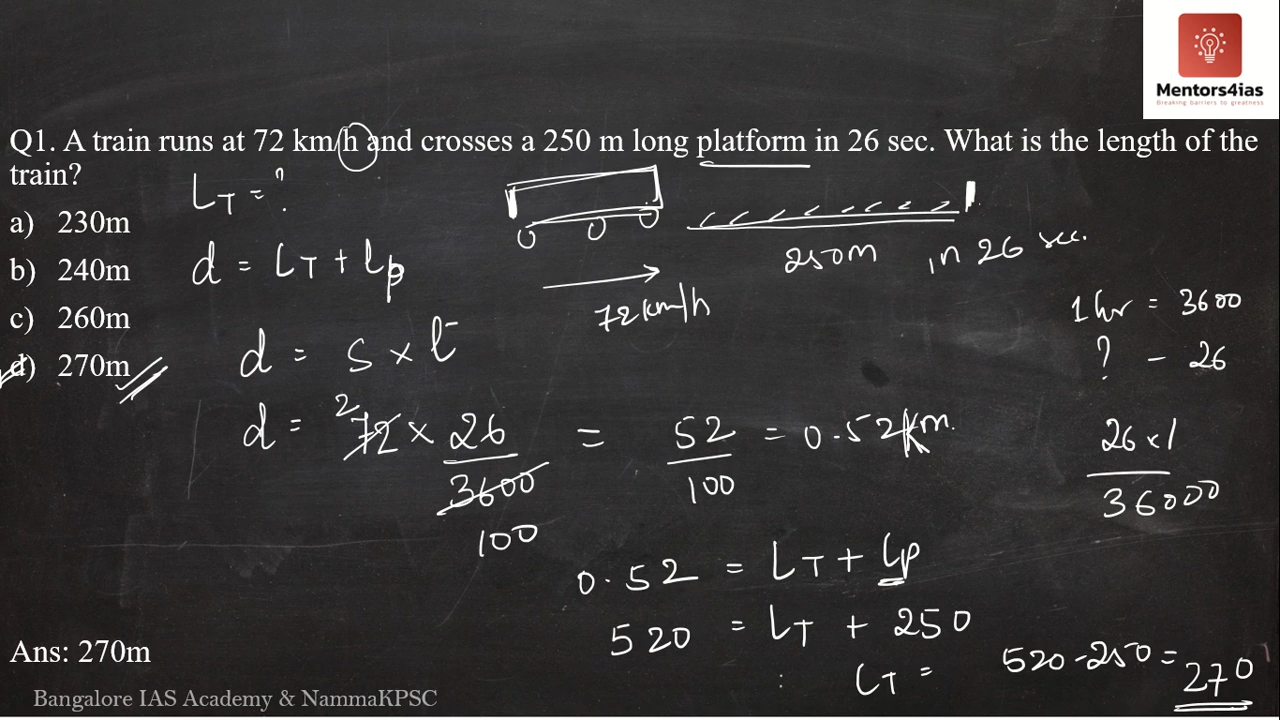 Mentors4ias
Breaking barriers to greatness
Q1. A train runs at 72 km/h and crosses a 250 m long platform in 26 sec. What is the length of the
train?
LT = ?
a) 230m
b) 240m
c) 260m
d) 270m
d = LT + Lp
250m in 26 sec.
72 km/h
d = s x t
1 hr = 3600
? - 26
26 x 1
36000
d = 72 x 26 = 52 = 0.52km.
2
3600 100
100
0.52 = LT + Lp
520 = LT + 250
LT = 520 - 250 = 270
Ans: 270m
Bangalore IAS Academy & NammaKPSC